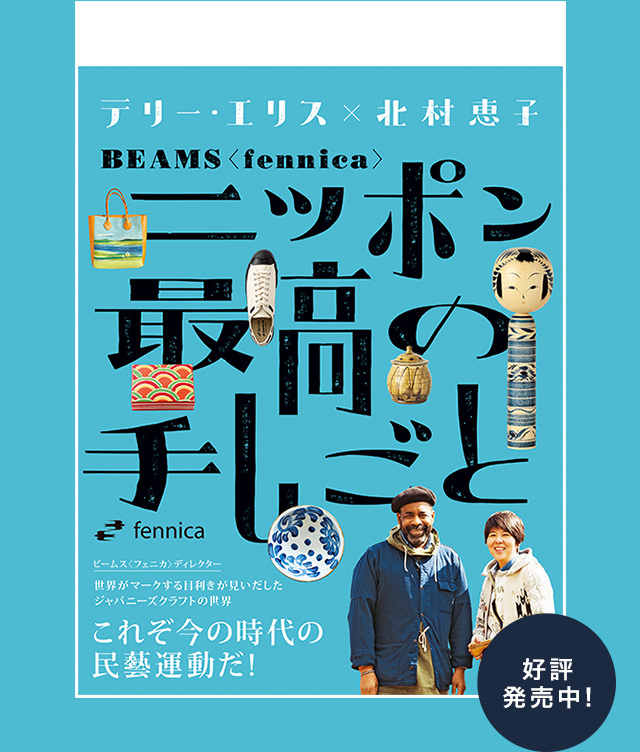 テリー・エリス×北村恵子
BEAMS〈fennica〉
ニッポン
最高の
手しごと
fennica
ビームス〈フェニカ〉ディレクター
世界がマークする目利きが見いだした
ジャパニーズクラフトの世界
これぞ今の時代の
民藝運動だ!
好評
発売中!